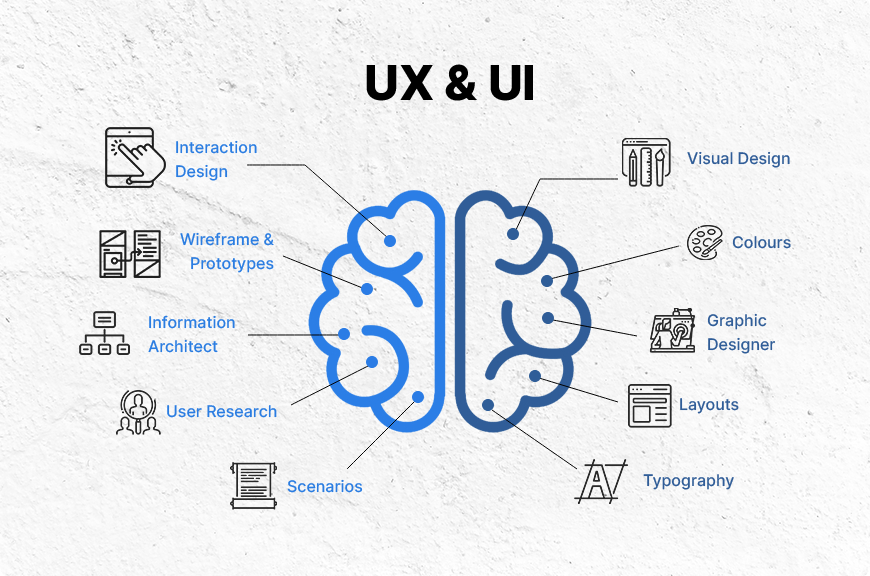 UX & UI
Interaction
Design
Wireframe &
Prototypes
Information
Architect
User Research
Scenarios
Visual Design
Colours
Graphic
Designer
Layouts
Typography